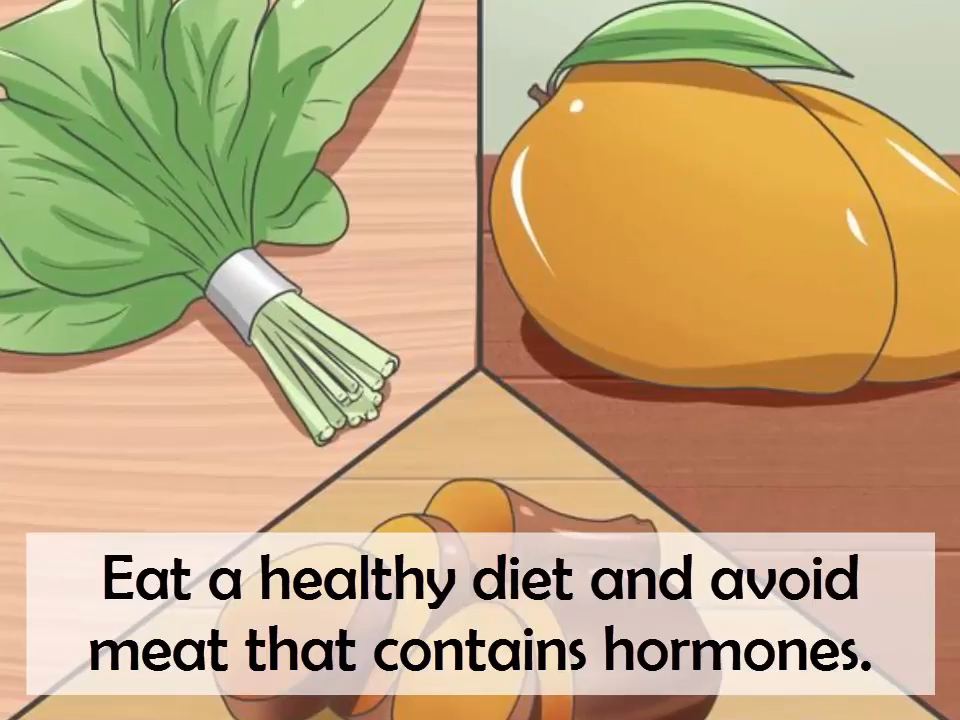 Eat a healthy diet and avoid
meat that contains hormones.